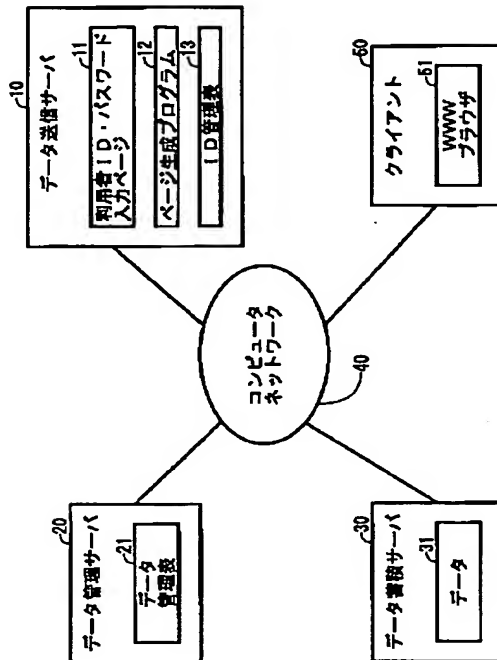 10
データ送信サーバ
11
利用者ID・パスワード
入力ページ
12
ページ生成プログラム
13
ID管理表
20
データ管理サーバ
21
データ
管理表
コンピュータ
ネットワーク
40
30
データ蓄積サーバ
31
データ
50
クライアント
51
WWW
ブラウザ